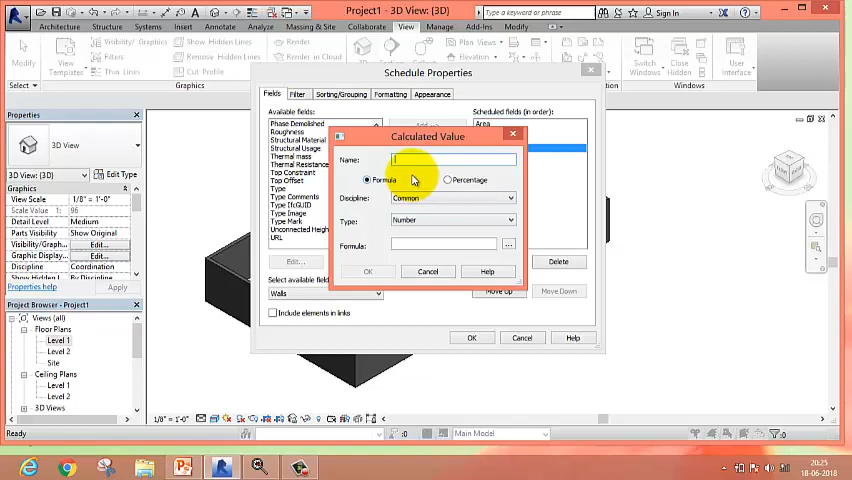 Project1 - 3D View: {3D}
Type a keyword or phrase
Sign In
Architecture Structure Systems Insert Annotate Analyze Massing & Site Collaborate View Manage Add-Ins Modify
Modify
View Templates
Visibility/ Graphics
Filters
Thin Lines
Show Hidden Lines
Remove Hidden Lines
Cut Profile
Render
Render in Cloud
Plan Views
Switch Windows
Close Hidden
User Interface
Select
Graphics
Windows
Schedule Properties
Fields Filter Sorting/Grouping Formatting Appearance
Available fields:
Scheduled fields (in order):
Phase Demolished
Roughness
Structural Material
Structural Usage
Thermal mass
Thermal Resistance
Top Constraint
Top Offset
Type
Type Comments
Type IfcGUID
Type Image
Type Mark
Unconnected Height
URL
Add -->
Area
Edit...
Delete
Select available fields
Walls
Move Up
Move Down
Include elements in links
OK Cancel Help
Calculated Value
Name:
Formula Percentage
Discipline: Common
Type: Number
Formula: ...
OK Cancel Help
Properties
3D View
3D View: {3D} Edit Type
Graphics
View Scale 1/8" = 1'-0"
Scale Value 1: 96
Detail Level Medium
Parts Visibility Show Original
Visibility/Graph... Edit...
Graphic Display... Edit...
Discipline Coordination
Show Hidden L... By Discipline
Properties help Apply
Project Browser - Project1
Views (all)
Floor Plans
Level 1
Level 2
Site
Ceiling Plans
Level 1
Level 2
3D Views
1/8" = 1'-0"
Ready
:0
Main Model
:0
20:25
18-06-2018